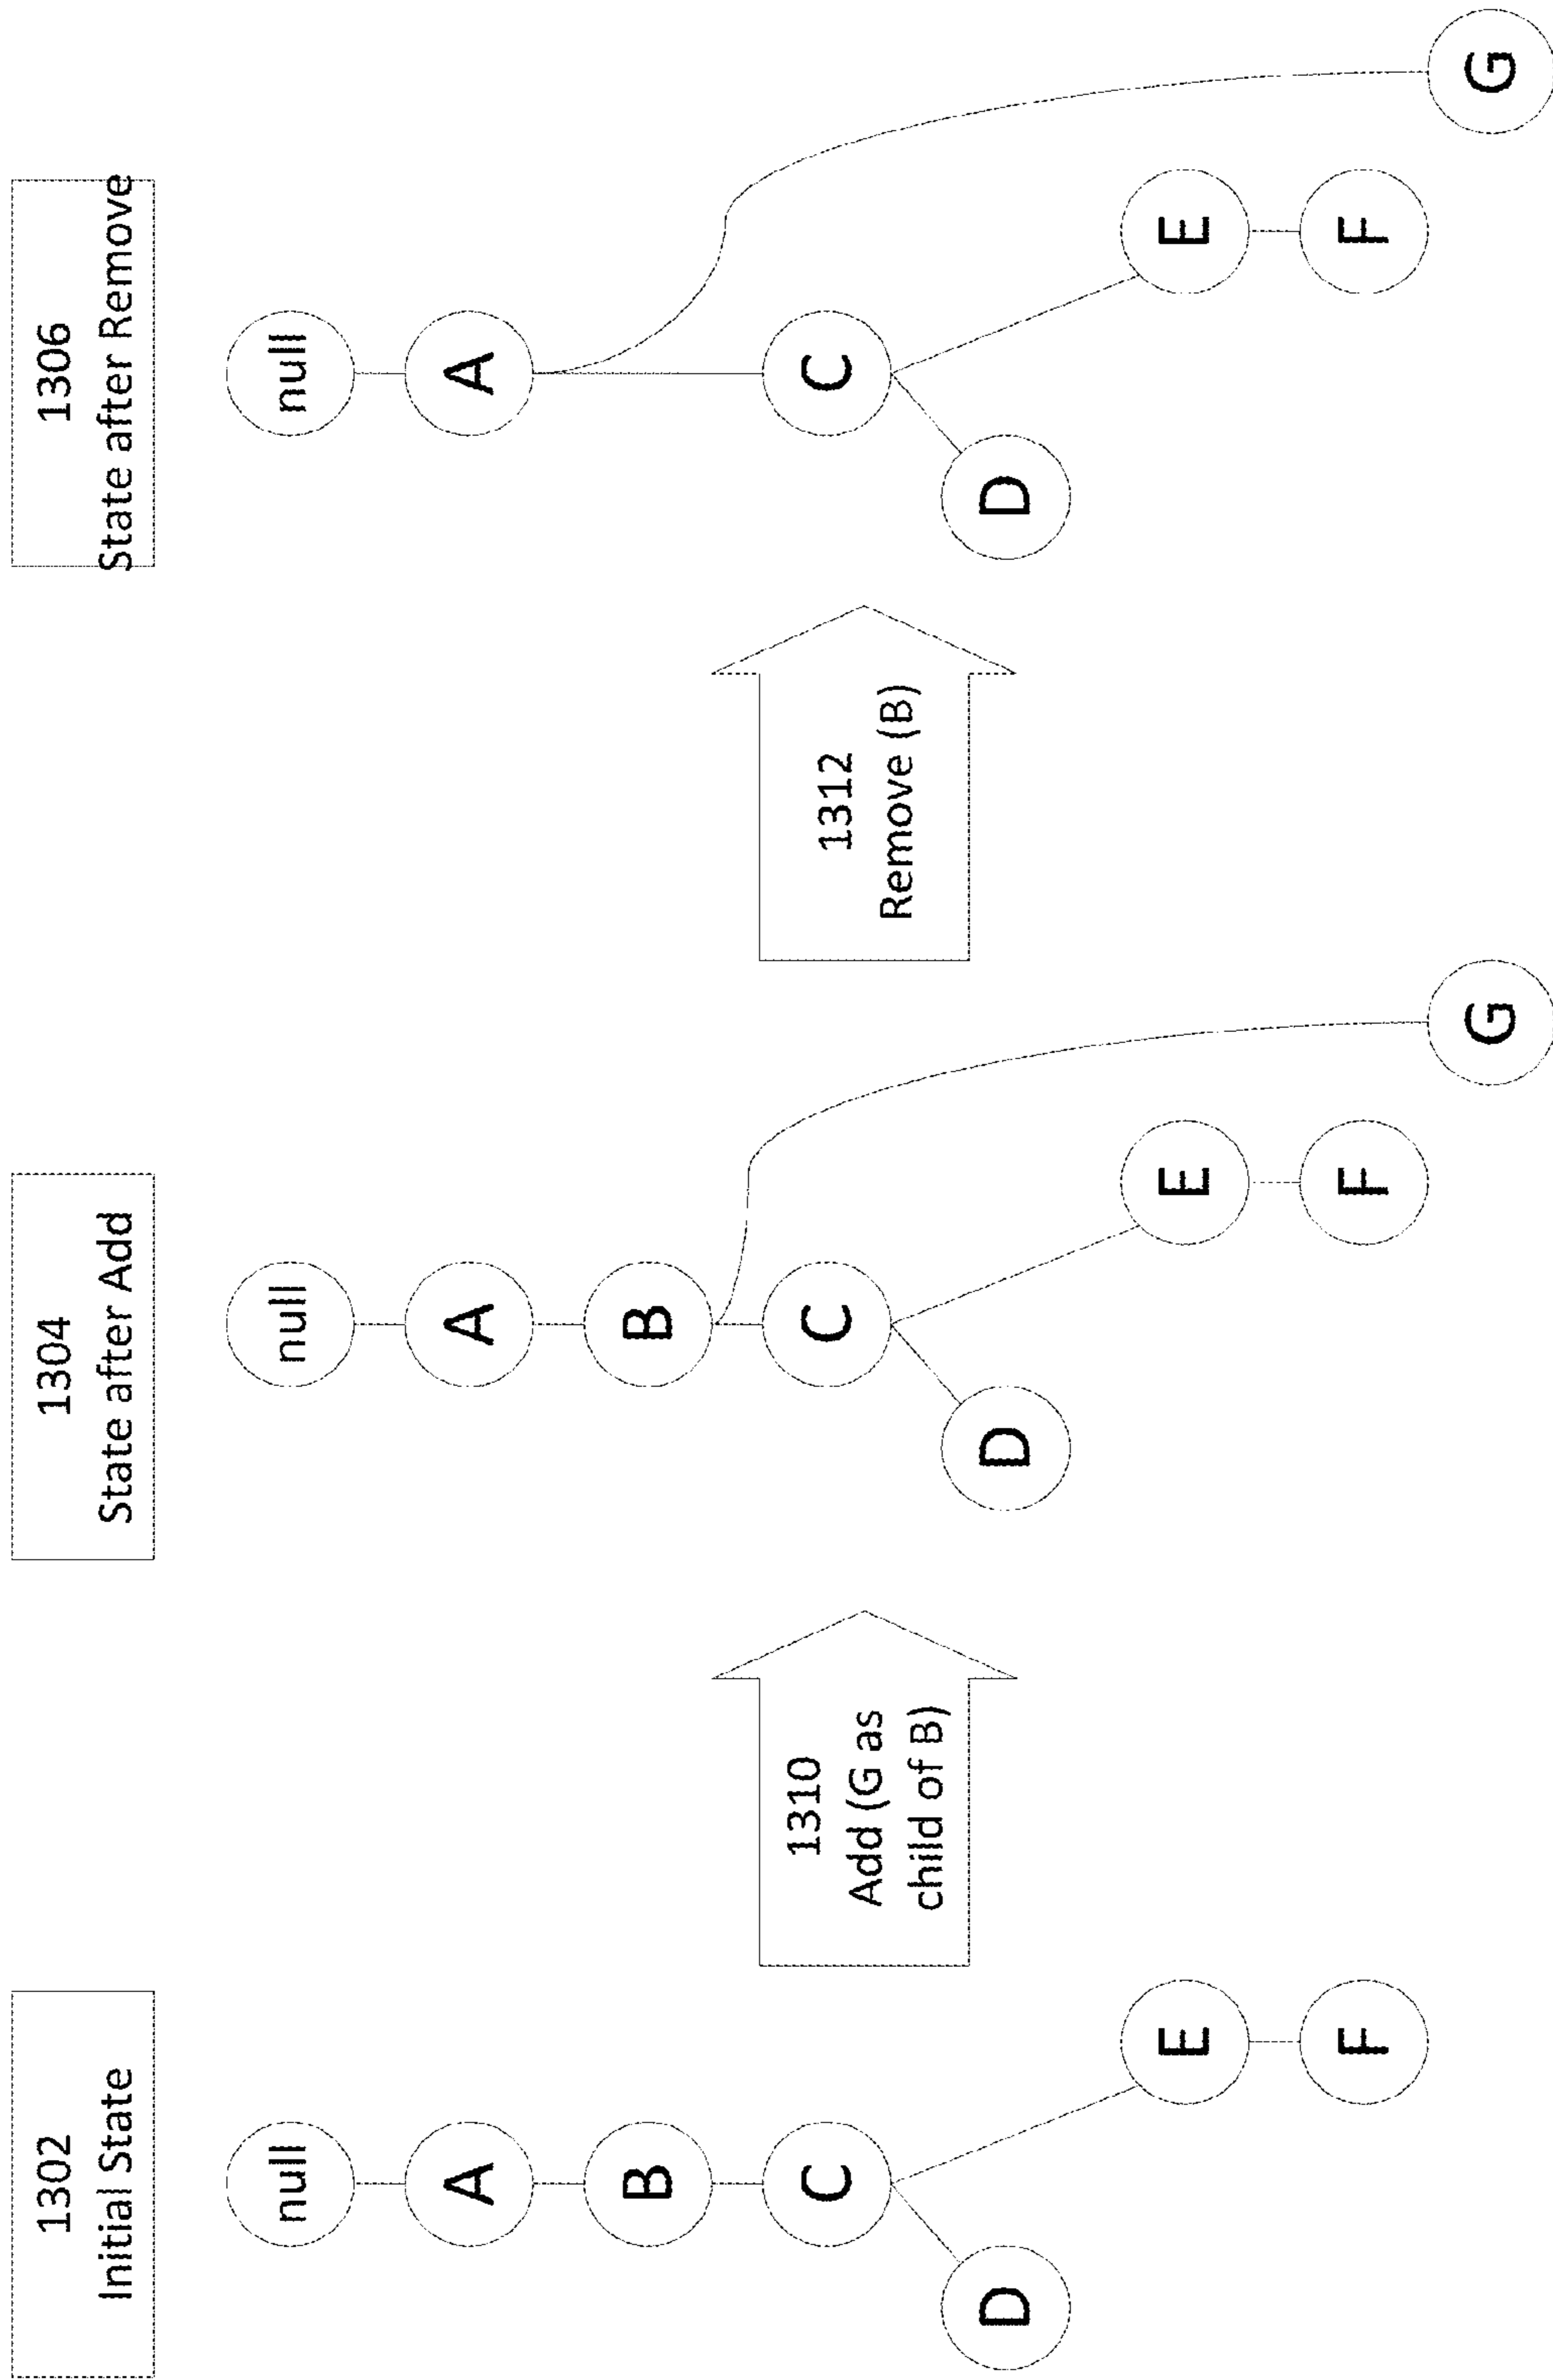 1302
Initial State
null
A
B
C
D
E
F
1310
Add (G as
child of B)
1304
State after Add
null
A
B
C
D
E
F
G
1312
Remove (B)
1306
State after Remove
null
A
C
D
E
F
G